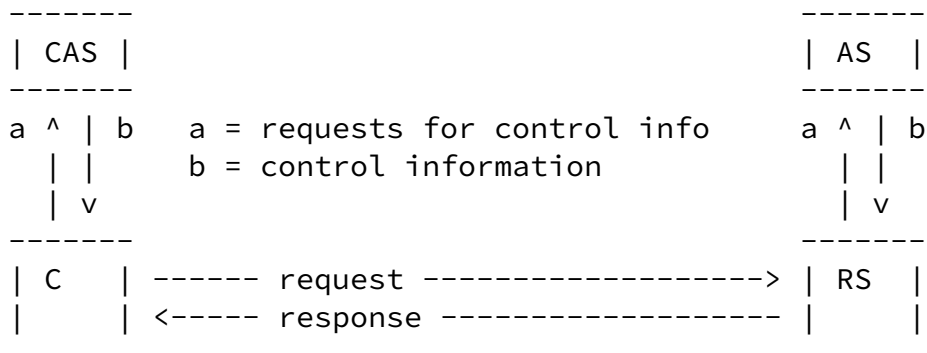 -------                                     -------
| CAS |                                     | AS  |
-------                                     -------
a ^ | b   a = requests for control info     a ^ | b
  | |     b = control information             | |
  | v                                         | v
-------                                     -------
| C   | ------ request -------------------> | RS  |
|     | <----- response ------------------- |     |